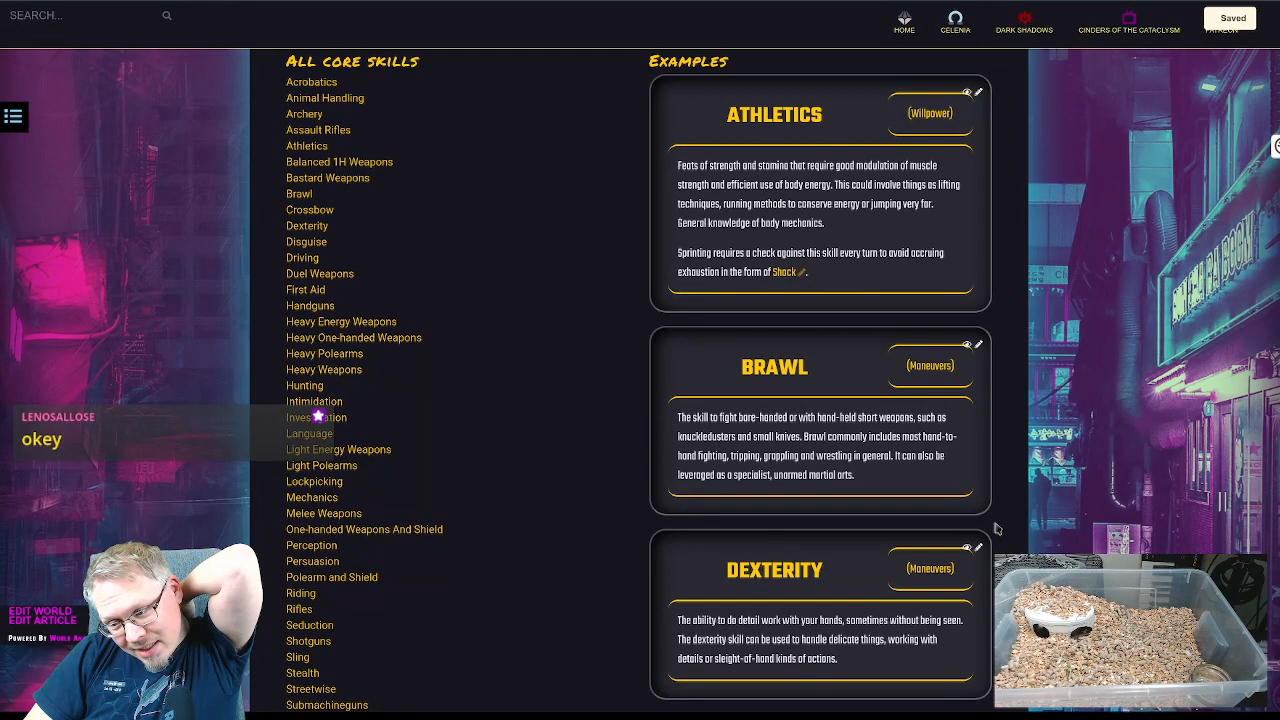 SEARCH...
HOME
CELENIA
DARK SHADOWS
CINDERS OF THE CATACLYSM
PATREON
Saved
ALL CORE SKILLS
Acrobatics
Animal Handling
Archery
Assault Rifles
Athletics
Balanced 1H Weapons
Bastard Weapons
Brawl
Crossbow
Dexterity
Disguise
Driving
Duel Weapons
First Aid
Handguns
Heavy Energy Weapons
Heavy One-handed Weapons
Heavy Polearms
Heavy Weapons
Hunting
Intimidation
Investigation
Language
Light Energy Weapons
Light Polearms
Lockpicking
Mechanics
Melee Weapons
One-handed Weapons And Shield
Perception
Persuasion
Polearm and Shield
Riding
Rifles
Seduction
Shotguns
Sling
Stealth
Streetwise
Submachineguns
EXAMPLES
ATHLETICS
(Willpower)
Feats of strength and stamina that require good modulation of muscle
strength and efficient use of body energy. This could involve things as lifting
techniques, running methods to conserve energy or jumping very far.
General knowledge of body mechanics.
Sprinting requires a check against this skill every turn to avoid accruing
exhaustion in the form of Shock.
BRAWL
(Maneuvers)
The skill to fight bare-handed or with hand-held short weapons, such as
knuckledusters and small knives. Brawl commonly includes most hand-to-
hand fighting, tripping, grappling and wrestling in general. It can also be
leveraged as a specialist, unarmed martial arts.
DEXTERITY
(Maneuvers)
The ability to do detail work with your hands, sometimes without being seen.
The dexterity skill can be used to handle delicate things, working with
details or sleight-of-hand kinds of actions.
LENOSALLOSE
okey
EDIT WORLD
EDIT ARTICLE
POWERED BY WORLD